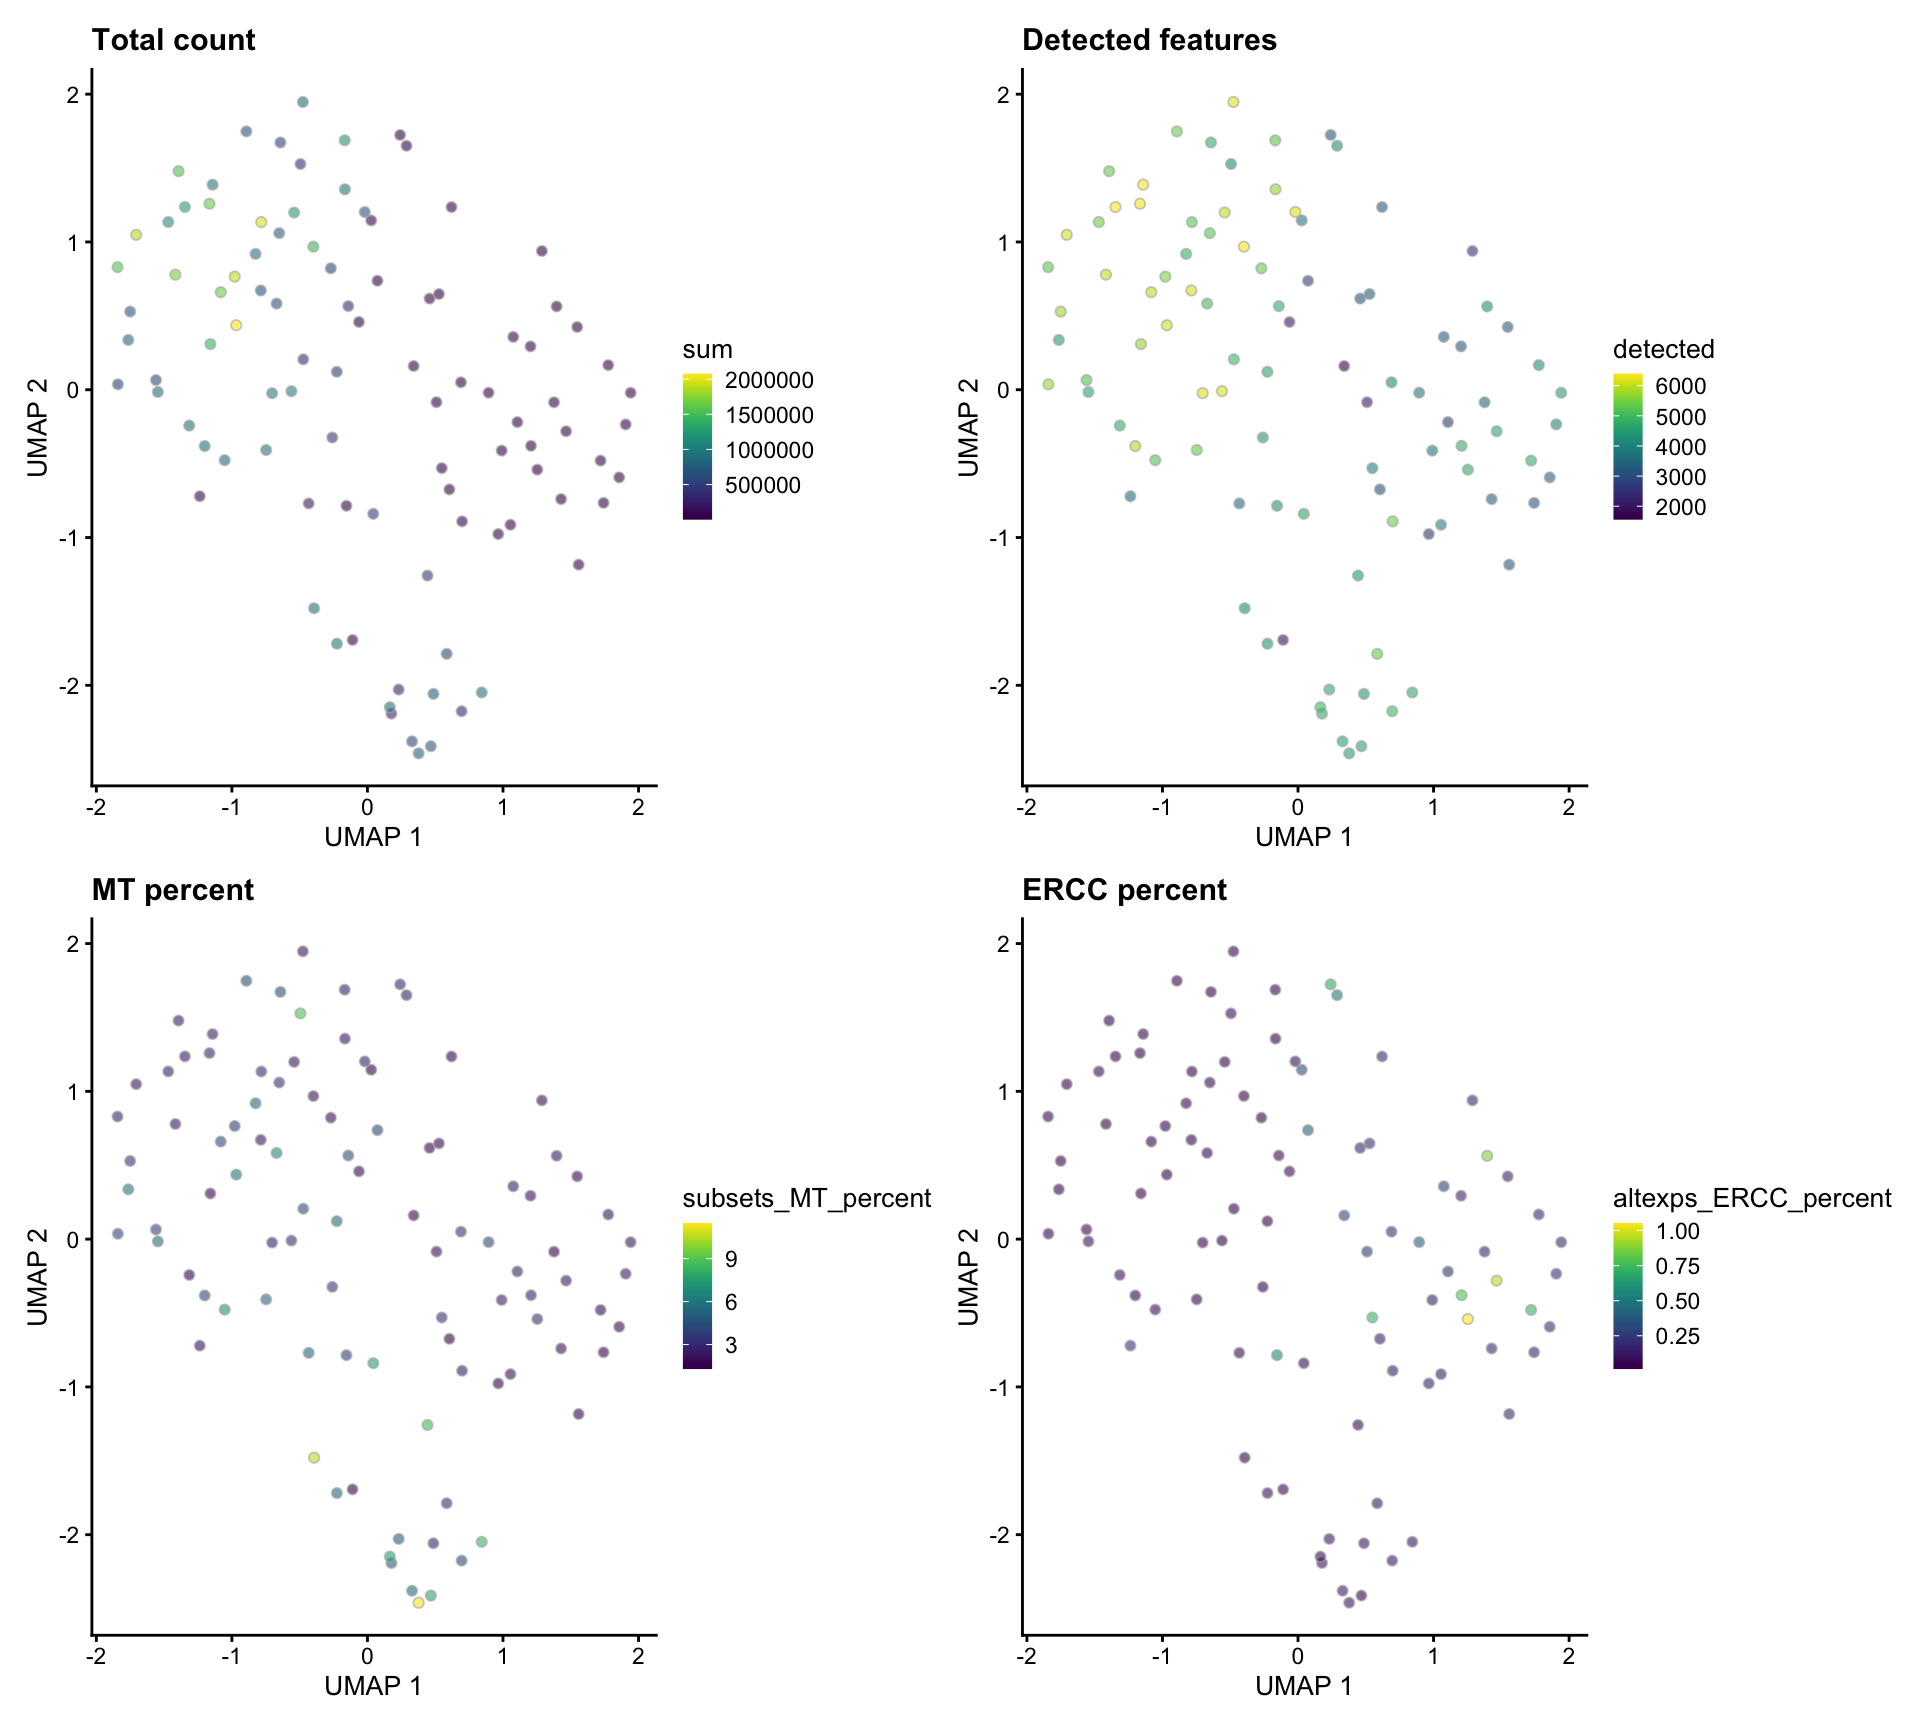 Total count
2
1
0
-1
-2
UMAP 2
-2 -1 0 1 2
UMAP 1
sum
2000000
1500000
1000000
500000
Detected features
2
1
0
-1
-2
UMAP 2
-2 -1 0 1 2
UMAP 1
detected
6000
5000
4000
3000
2000
MT percent
2
1
0
-1
-2
UMAP 2
-2 -1 0 1 2
UMAP 1
subsets_MT_percent
9
6
3
ERCC percent
2
1
0
-1
-2
UMAP 2
-2 -1 0 1 2
UMAP 1
altexps_ERCC_percent
1.00
0.75
0.50
0.25